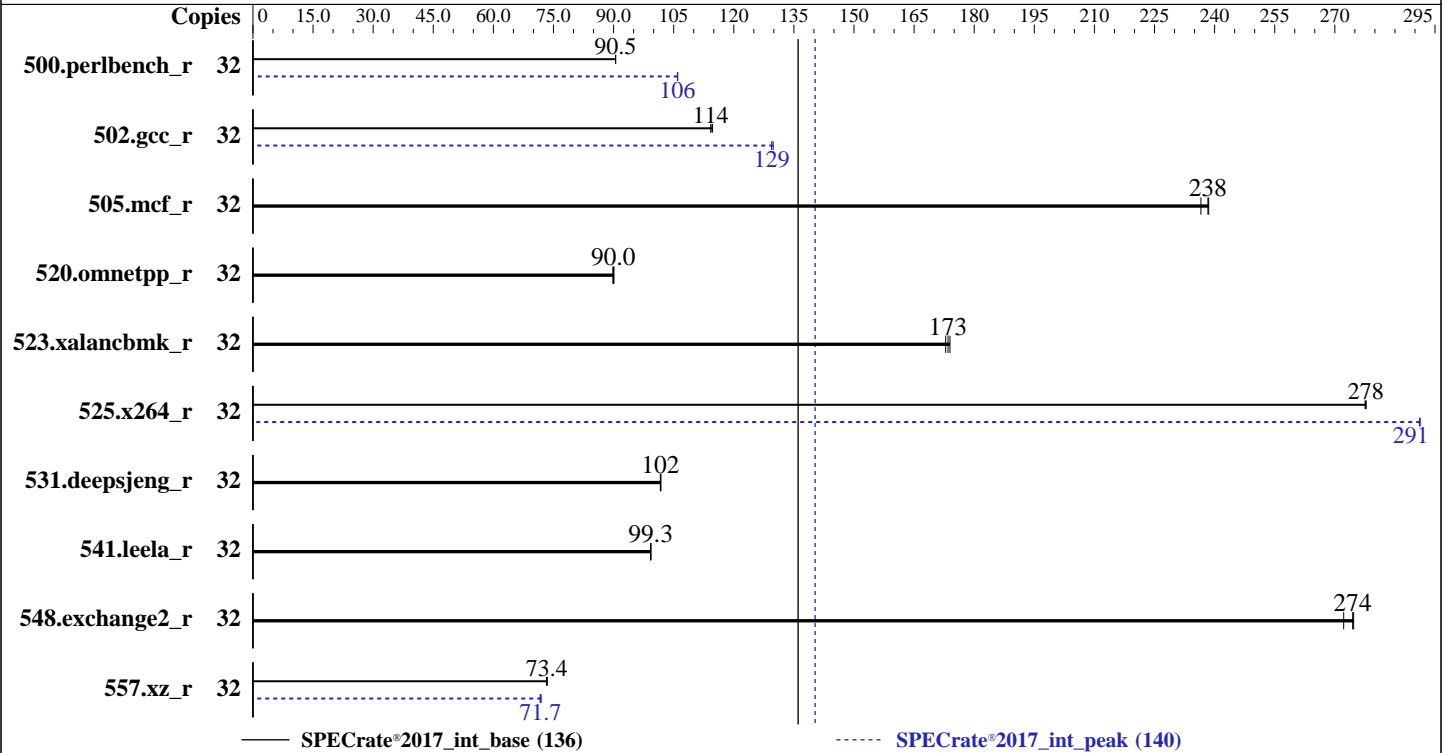 Copies 0 15.0 30.0 45.0 60.0 75.0 90.0 105 120 135 150 165 180 195 210 225 240 255 270 295
500.perlbench_r 32 90.5
106
502.gcc_r 32 114
129
505.mcf_r 32 238
520.omnetpp_r 32 90.0
523.xalancbmk_r 32 173
525.x264_r 32 278
291
531.deepsjeng_r 32 102
541.leela_r 32 99.3
548.exchange2_r 32 274
557.xz_r 32 73.4
71.7
SPECrate®2017_int_base (136) SPECrate®2017_int_peak (140)